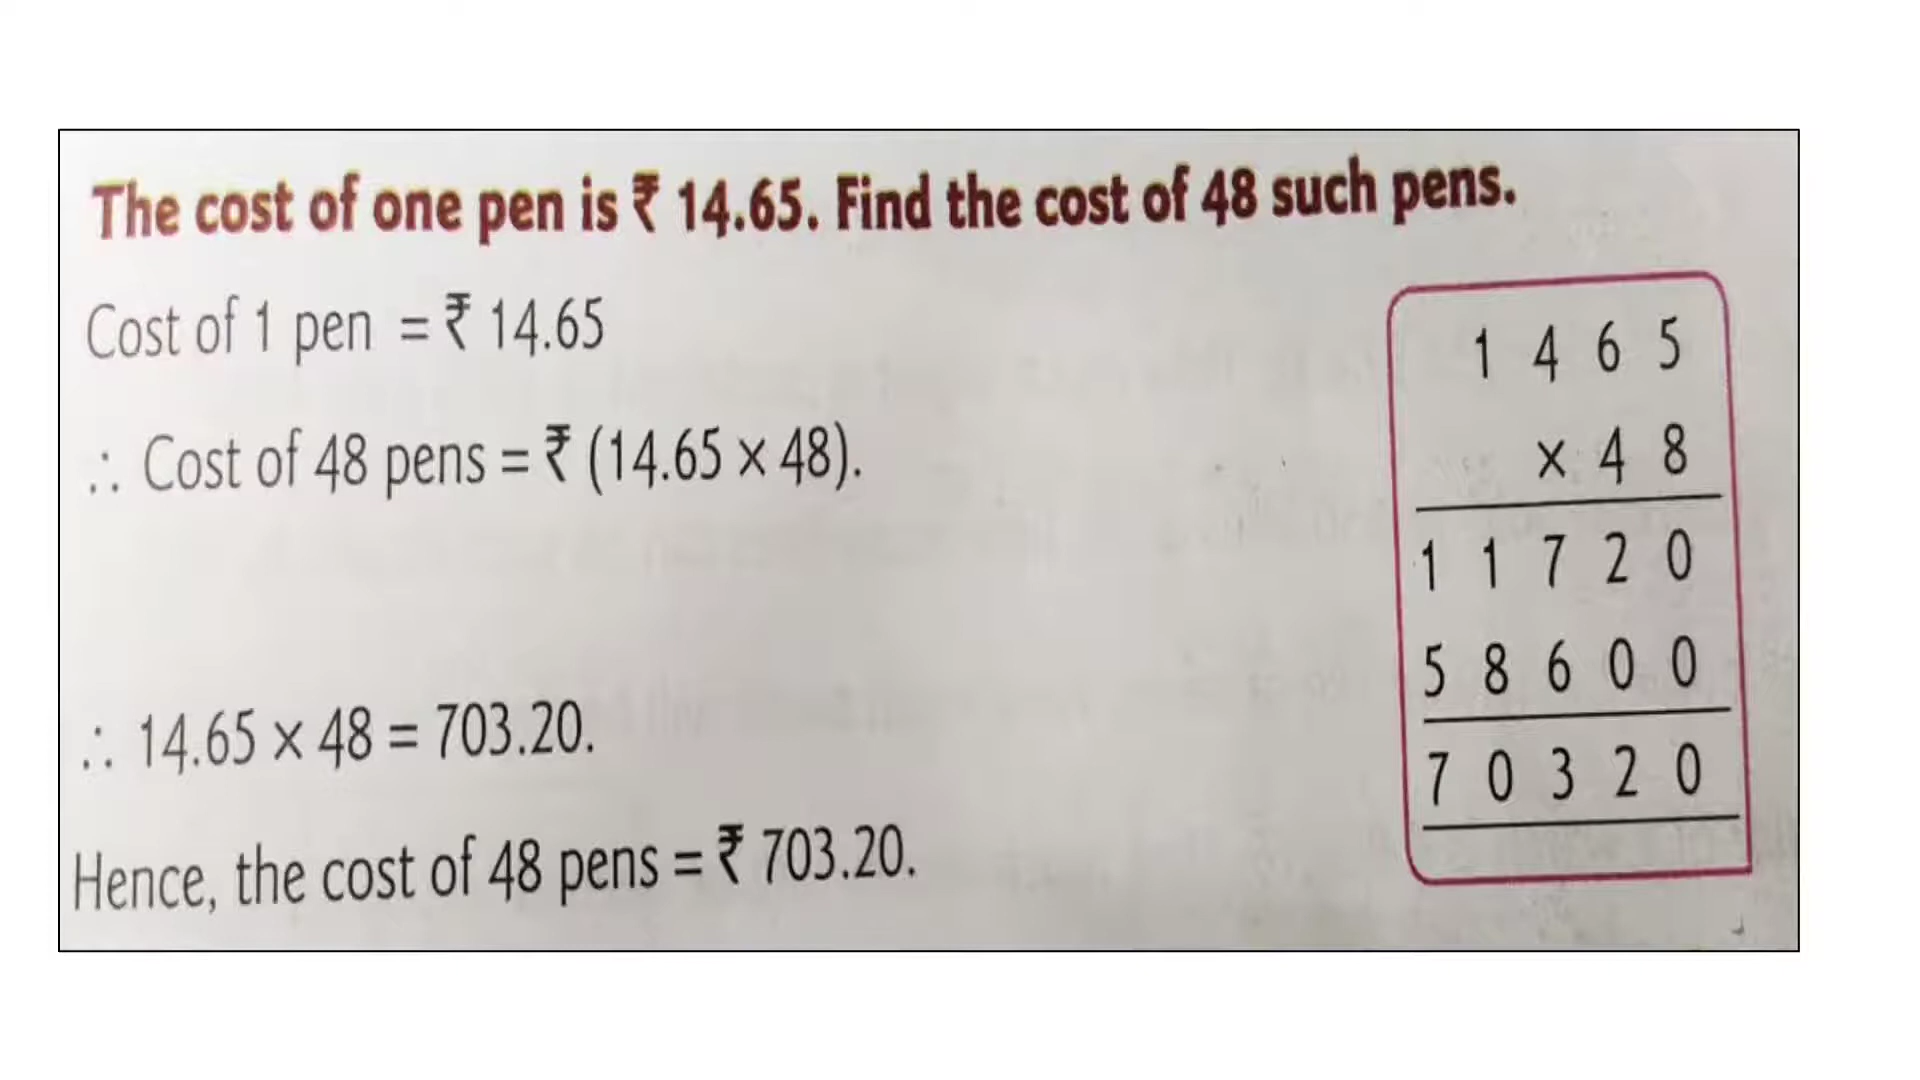 The cost of one pen is ₹ 14.65. Find the cost of 48 such pens.
Cost of 1 pen = ₹ 14.65
∴ Cost of 48 pens = ₹ (14.65 × 48).
∴ 14.65 × 48 = 703.20.
Hence, the cost of 48 pens = ₹ 703.20.
1 4 6 5
× 4 8
1 1 7 2 0
5 8 6 0 0
7 0 3 2 0